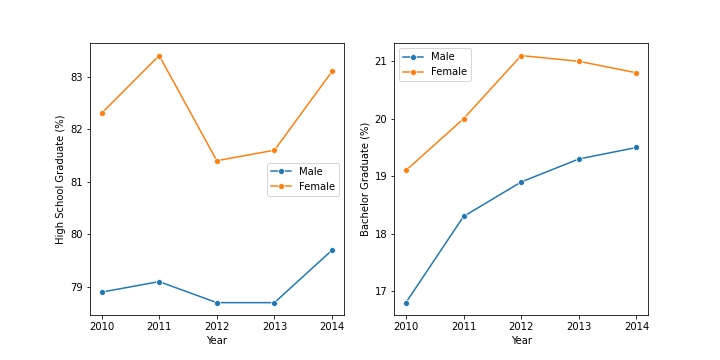 High School Graduate (%)
83
82
81
80
79
Male
Female
2010 2011 2012 2013 2014
Year
Bachelor Graduate (%)
21
20
19
18
17
Male
Female
2010 2011 2012 2013 2014
Year